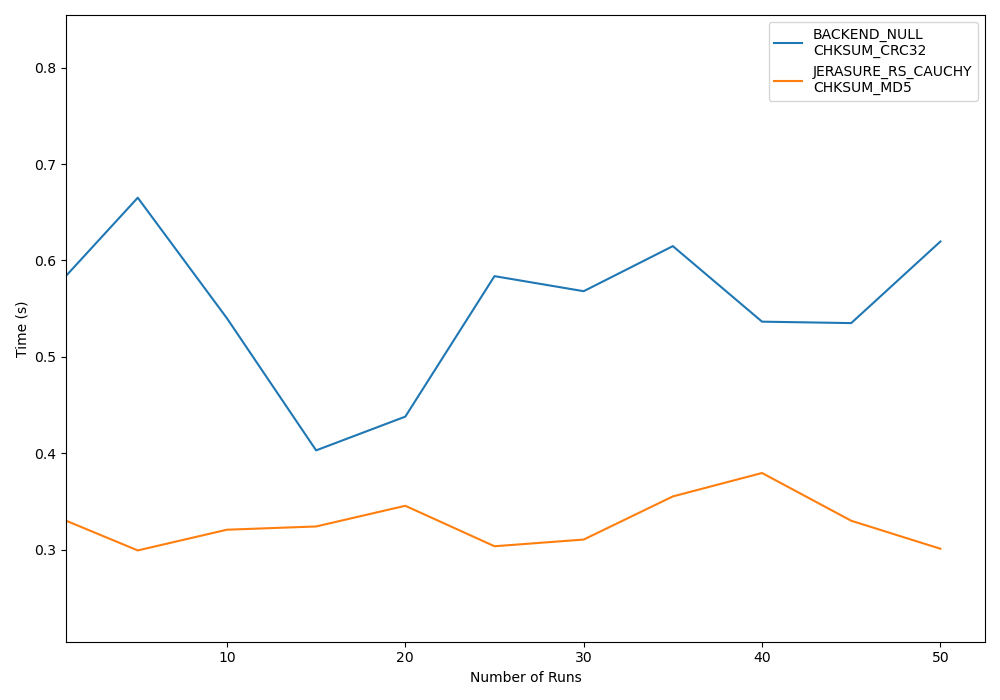 BACKEND_NULL
CHKSUM_CRC32
JERASURE_RS_CAUCHY
CHKSUM_MD5
0.8
0.7
0.6
0.5
0.4
0.3
Time (s)
10 20 30 40 50
Number of Runs